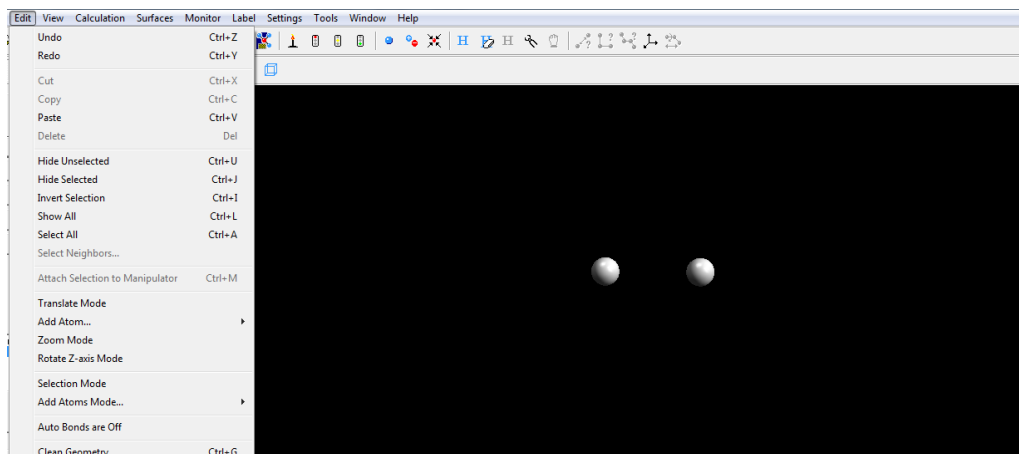 Edit View Calculation Surfaces Monitor Label Settings Tools Window Help
H H
Undo Ctrl+Z
Redo Ctrl+Y
Cut Ctrl+X
Copy Ctrl+C
Paste Ctrl+V
Delete Del
Hide Unselected Ctrl+U
Hide Selected Ctrl+J
Invert Selection Ctrl+I
Show All Ctrl+L
Select All Ctrl+A
Select Neighbors...
Attach Selection to Manipulator Ctrl+M
Translate Mode
Add Atom...
Zoom Mode
Rotate Z-axis Mode
Selection Mode
Add Atoms Mode...
Auto Bonds are Off
Clean Geometry Ctrl+G